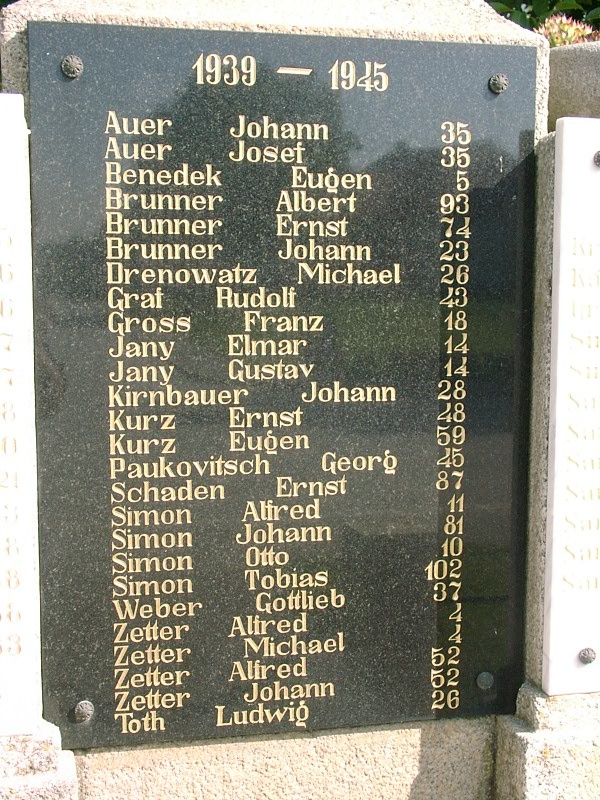 1939 — 1945
Auer Johann 35
Auer Josef 35
Benedek Eugen 5
Brunner Albert 93
Brunner Ernst 74
Brunner Johann 23
Drenowatz Michael 26
Graf Rudolf 43
Gross Franz 18
Jany Elmar 14
Jany Gustav 14
Kirnbauer Johann 28
Kurz Ernst 48
Kurz Eugen 59
Paukovitsch Georg 45
Schaden Ernst 87
Simon Alfred 11
Simon Johann 81
Simon Otto 10
Simon Tobias 102
Weber Gottlieb 37
Zetter Alfred 4
Zetter Michael 4
Zetter Alfred 52
Zetter Johann 52
Toth Ludwig 26